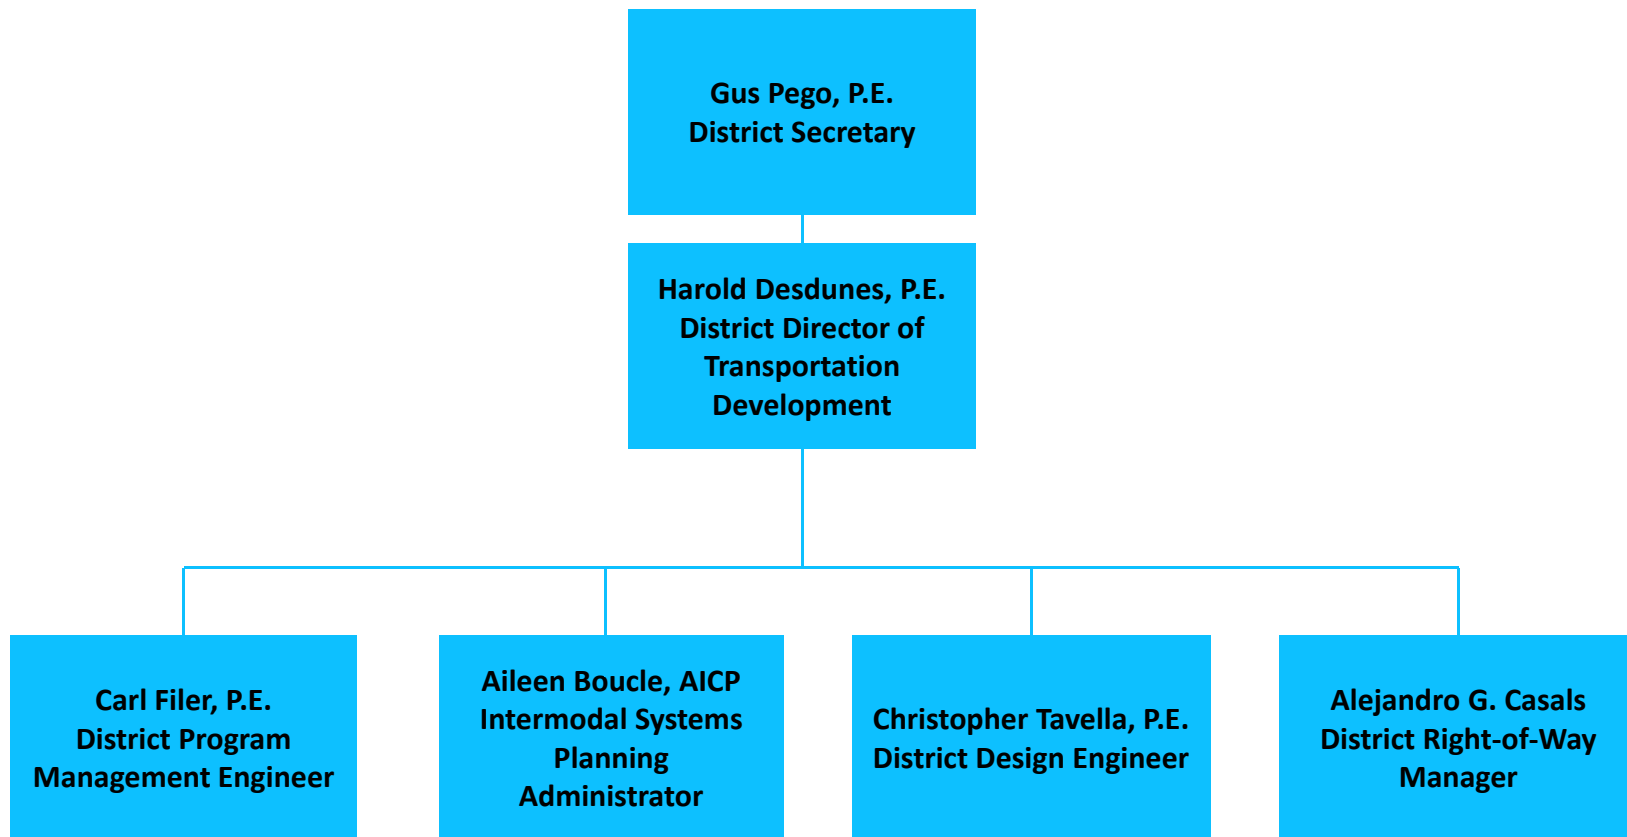 Gus Pego, P.E.
District Secretary
Harold Desdunes, P.E.
District Director of
Transportation
Development
Carl Filer, P.E.
District Program
Management Engineer
Aileen Boucle, AICP
Intermodal Systems
Planning
Administrator
Christopher Tavella, P.E.
District Design Engineer
Alejandro G. Casals
District Right-of-Way
Manager